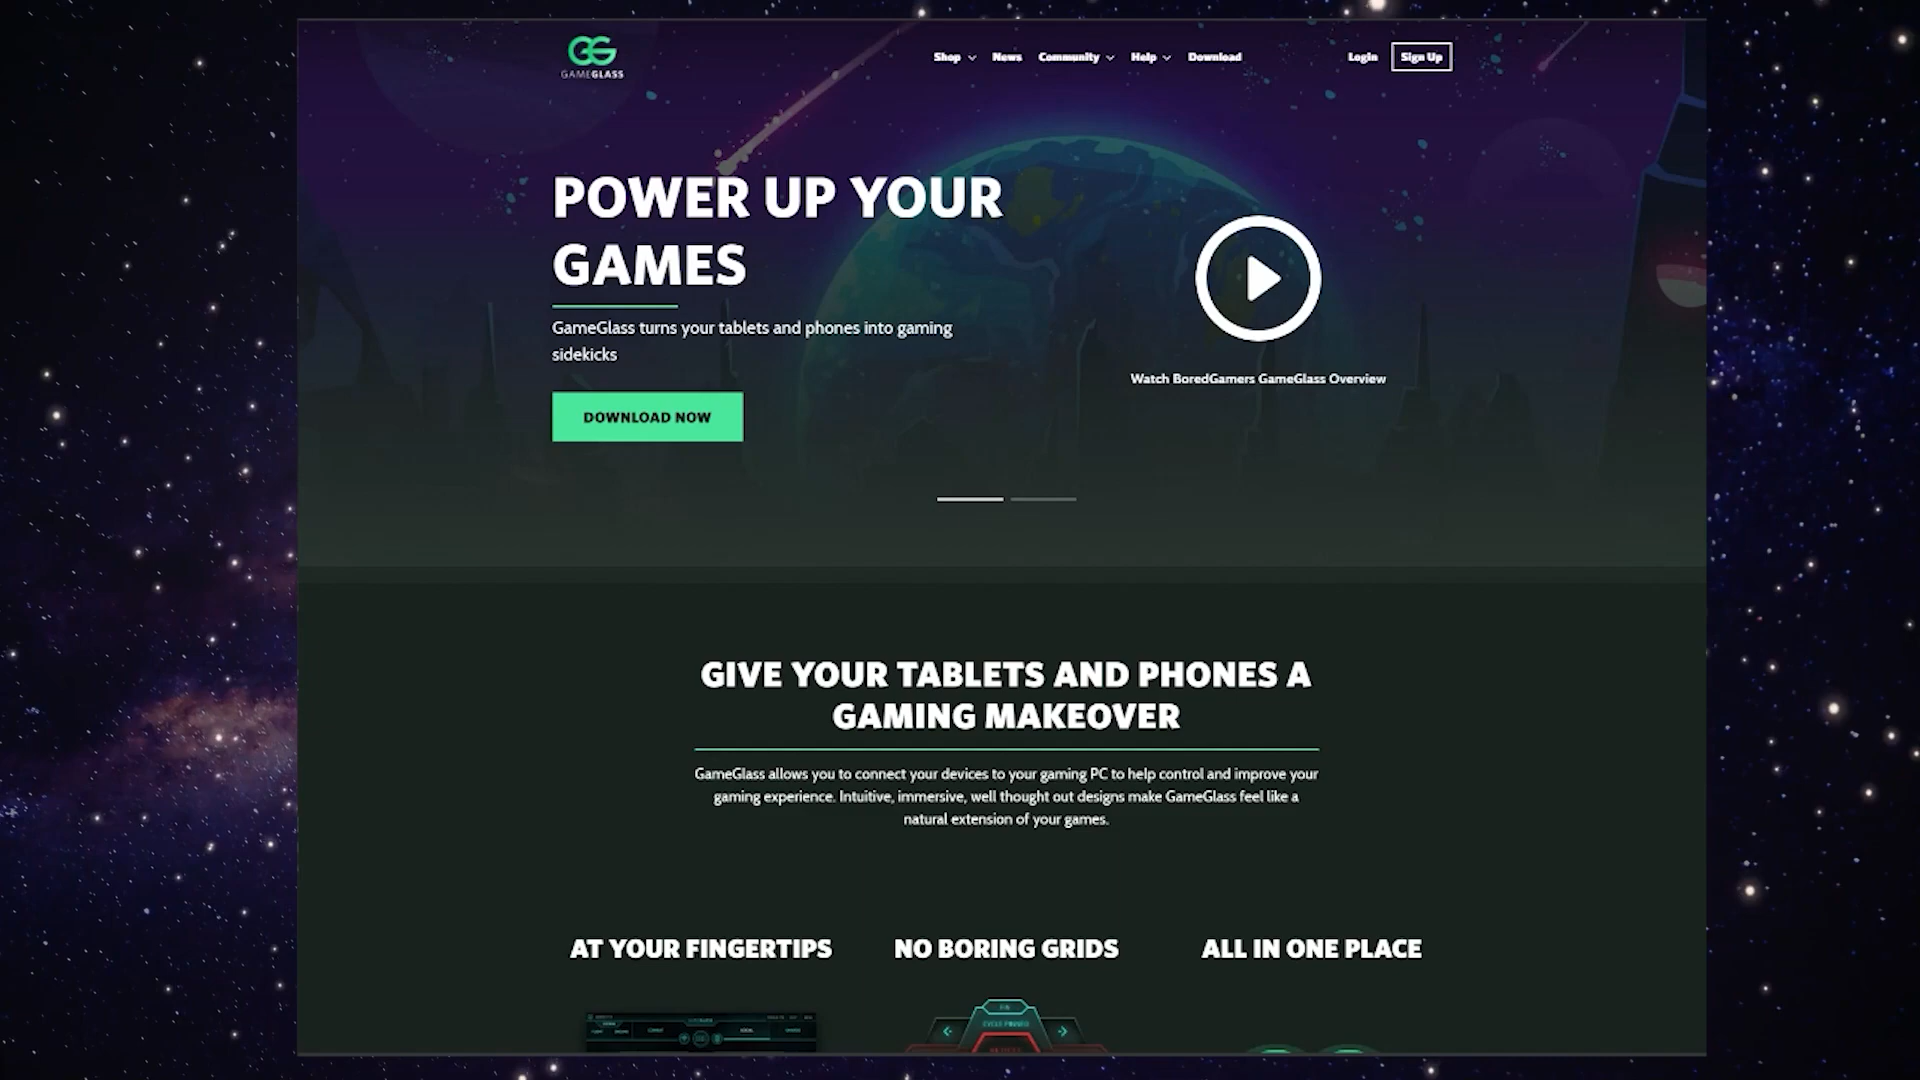 GAMEGLASS
Shop News Community Help Download Login Sign Up
POWER UP YOUR
GAMES
GameGlass turns your tablets and phones into gaming
sidekicks
DOWNLOAD NOW
Watch BoredGamers GameGlass Overview
GIVE YOUR TABLETS AND PHONES A
GAMING MAKEOVER
GameGlass allows you to connect your devices to your gaming PC to help control and improve your
gaming experience. Intuitive, immersive, well thought out designs make GameGlass feel like a
natural extension of your games.
AT YOUR FINGERTIPS
NO BORING GRIDS
ALL IN ONE PLACE
CYCLE PINNED